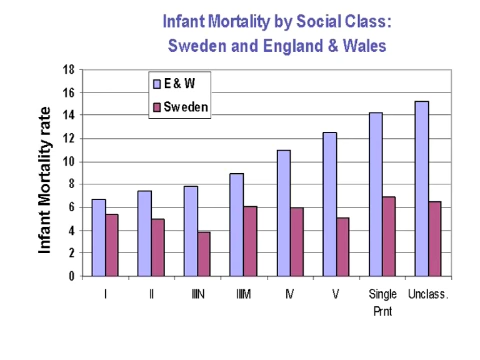 Infant Mortality by Social Class:
Sweden and England & Wales
Infant Mortality rate
18
16
14
12
10
8
6
4
2
0
E & W
Sweden
I
II
IIIN
IIIM
IV
V
Single
Prnt
Unclass.